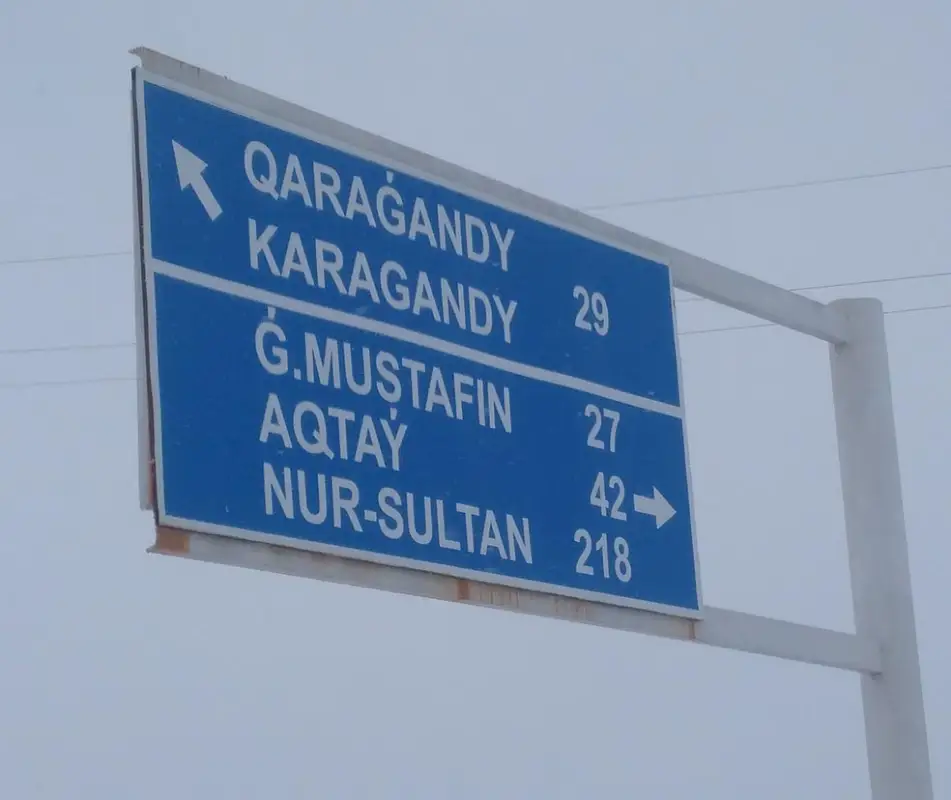 QARAǴANDY
KARAGANDY 29
Ǵ.MUSTAFIN 27
AQTAÝ 42
NUR-SULTAN 218